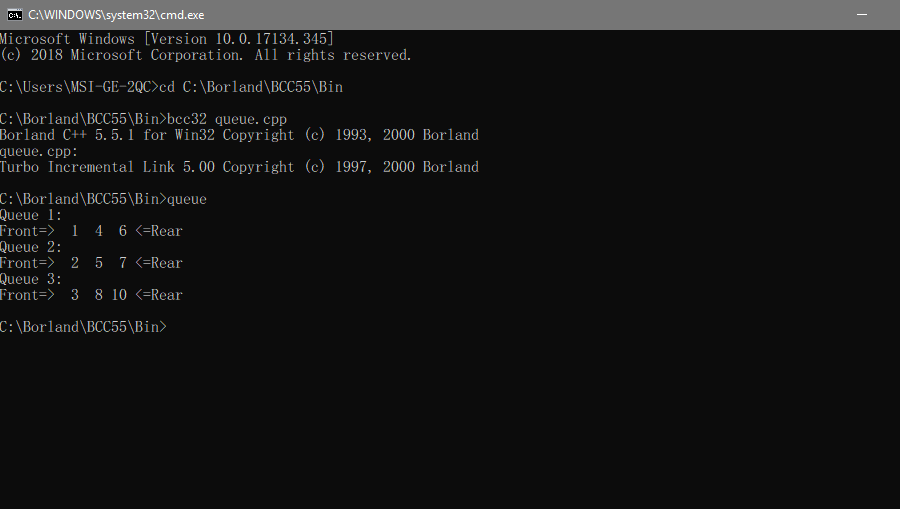 C:\WINDOWS\system32\cmd.exe
Microsoft Windows [Version 10.0.17134.345]
(c) 2018 Microsoft Corporation. All rights reserved.
C:\Users\MSI-GE-2QC>cd C:\Borland\BCC55\Bin
C:\Borland\BCC55\Bin>bcc32 queue.cpp
Borland C++ 5.5.1 for Win32 Copyright (c) 1993, 2000 Borland
queue.cpp:
Turbo Incremental Link 5.00 Copyright (c) 1997, 2000 Borland
C:\Borland\BCC55\Bin>queue
Queue 1:
Front=>  1  4  6 <=Rear
Queue 2:
Front=>  2  5  7 <=Rear
Queue 3:
Front=>  3  8 10 <=Rear
C:\Borland\BCC55\Bin>